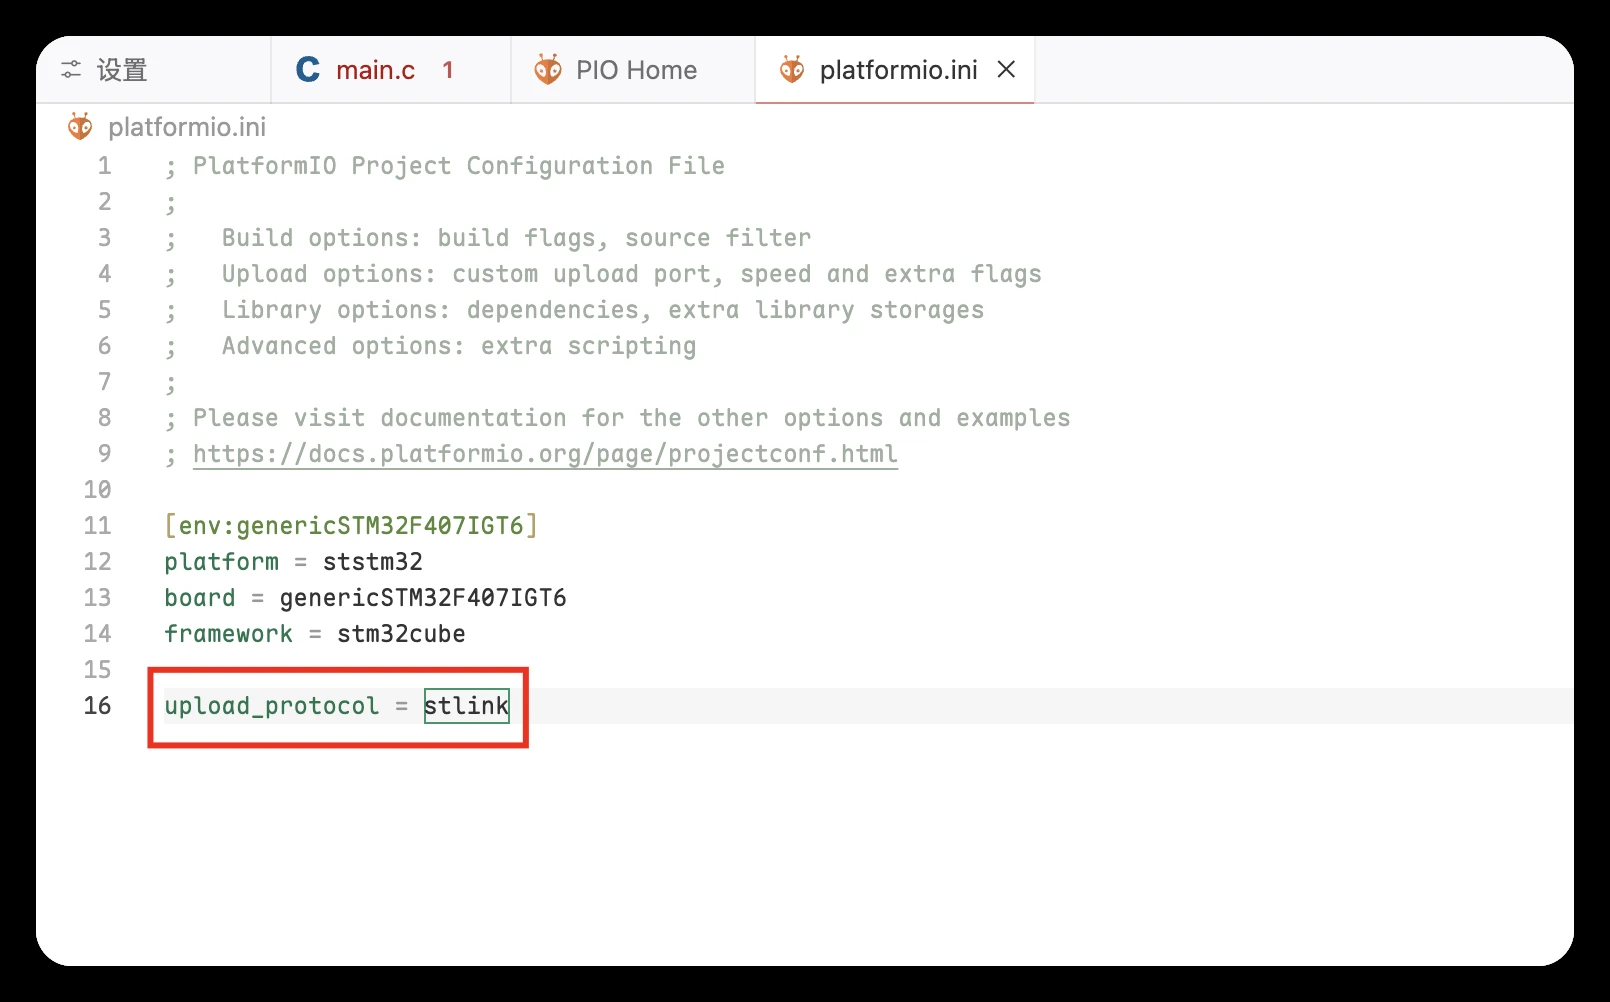 设置 main.c 1 PIO Home platformio.ini
platformio.ini
1 ; PlatformIO Project Configuration File
2 ;
3 ;   Build options: build flags, source filter
4 ;   Upload options: custom upload port, speed and extra flags
5 ;   Library options: dependencies, extra library storages
6 ;   Advanced options: extra scripting
7 ;
8 ; Please visit documentation for the other options and examples
9 ; https://docs.platformio.org/page/projectconf.html
10
11 [env:genericSTM32F407IGT6]
12 platform = ststm32
13 board = genericSTM32F407IGT6
14 framework = stm32cube
15
16 upload_protocol = stlink